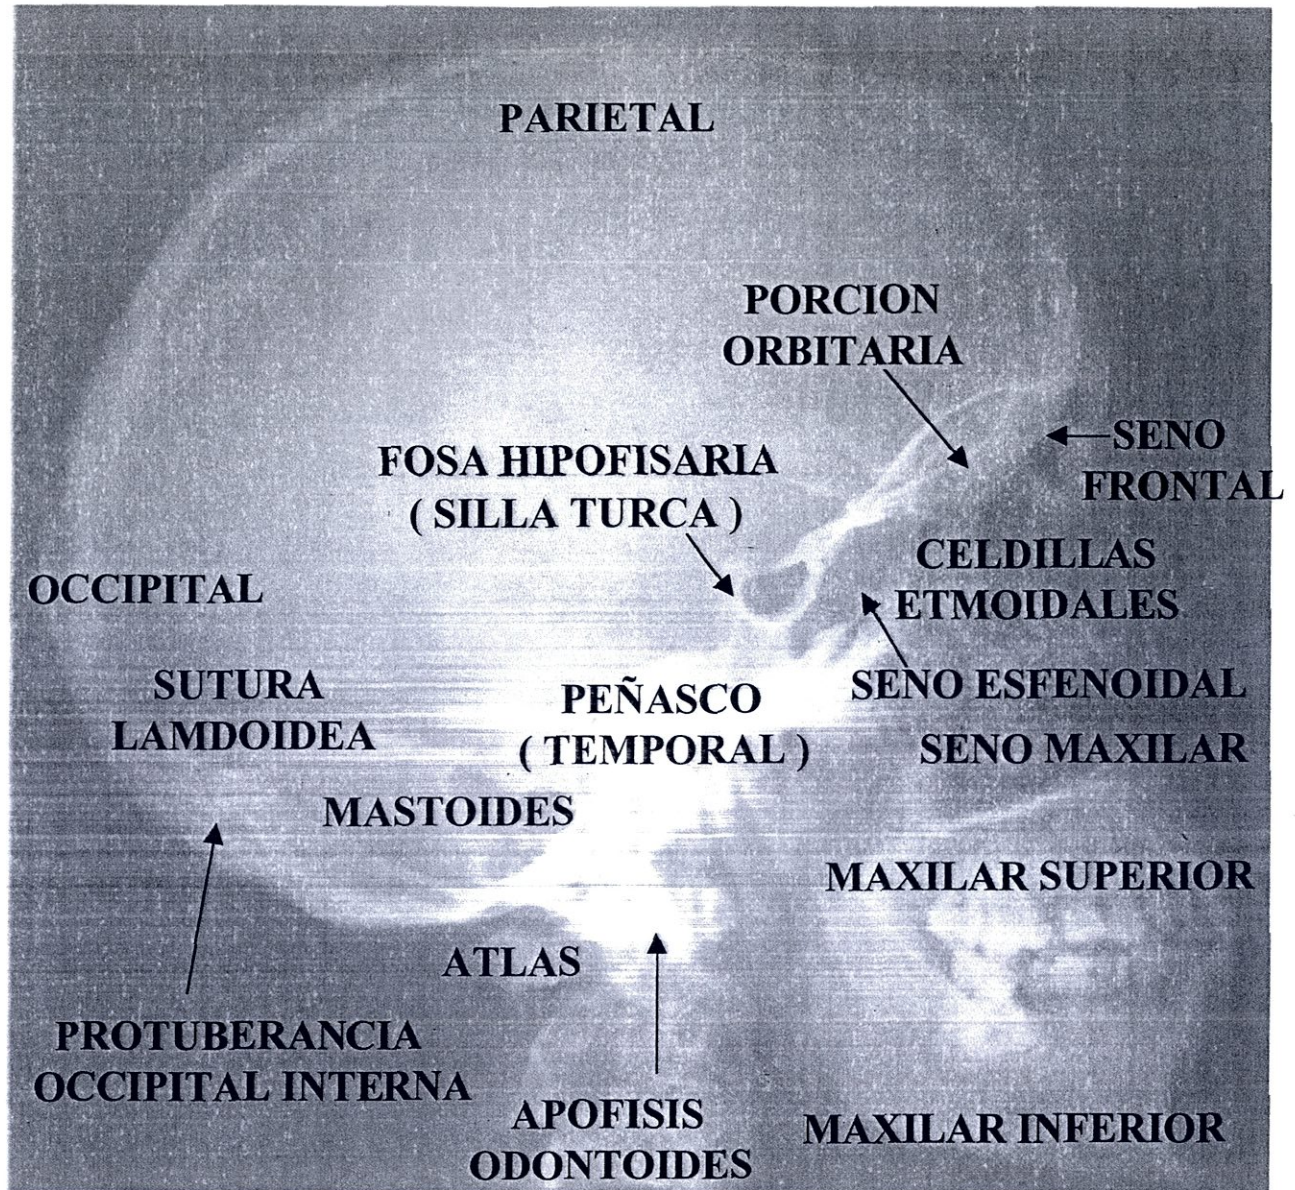 PARIETAL
PORCION
ORBITARIA
SENO
FRONTAL
FOSA HIPOFISARIA
( SILLA TURCA )
CELDILLAS
ETMOIDALES
OCCIPITAL
SENO ESFENOIDAL
SUTURA
LAMDOIDEA
PEÑASCO
( TEMPORAL )
SENO MAXILAR
MASTOIDES
MAXILAR SUPERIOR
ATLAS
PROTUBERANCIA
OCCIPITAL INTERNA
APOFISIS
ODONTOIDES
MAXILAR INFERIOR